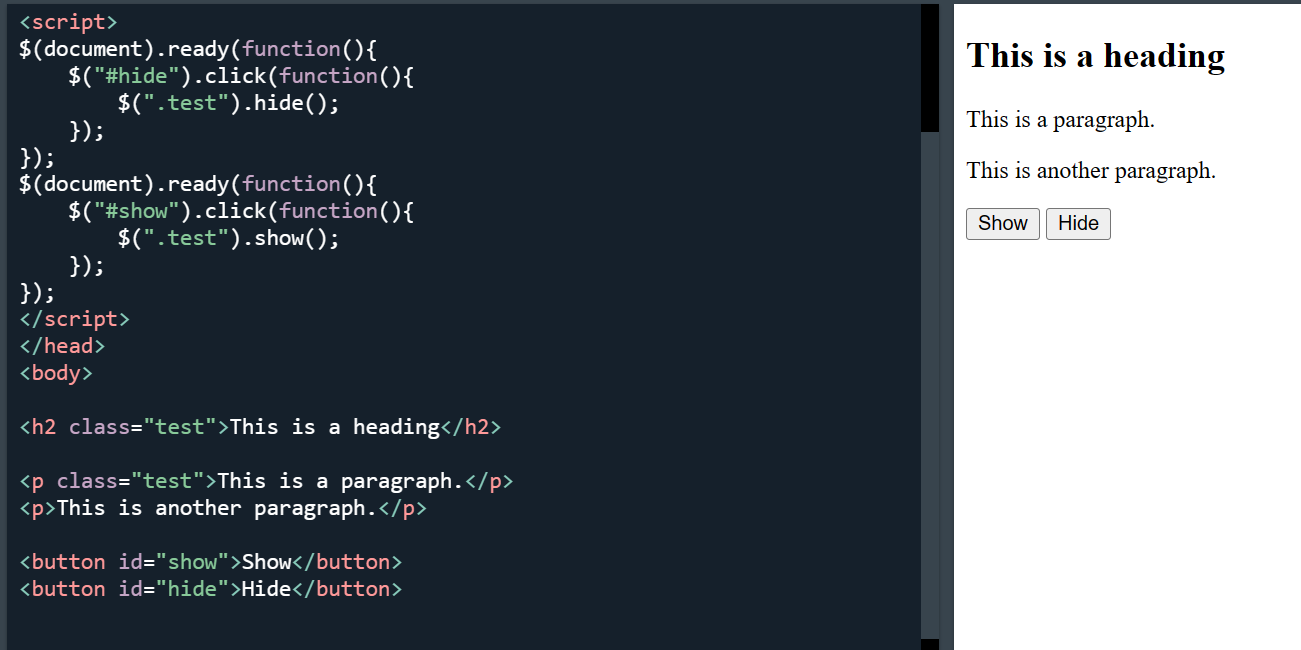 <script>
$(document).ready(function(){
    $("#hide").click(function(){
        $(".test").hide();
    });
});
$(document).ready(function(){
    $("#show").click(function(){
        $(".test").show();
    });
});
</script>
</head>
<body>

<h2 class="test">This is a heading</h2>

<p class="test">This is a paragraph.</p>
<p>This is another paragraph.</p>

<button id="show">Show</button>
<button id="hide">Hide</button>

This is a heading
This is a paragraph.
This is another paragraph.
Show Hide